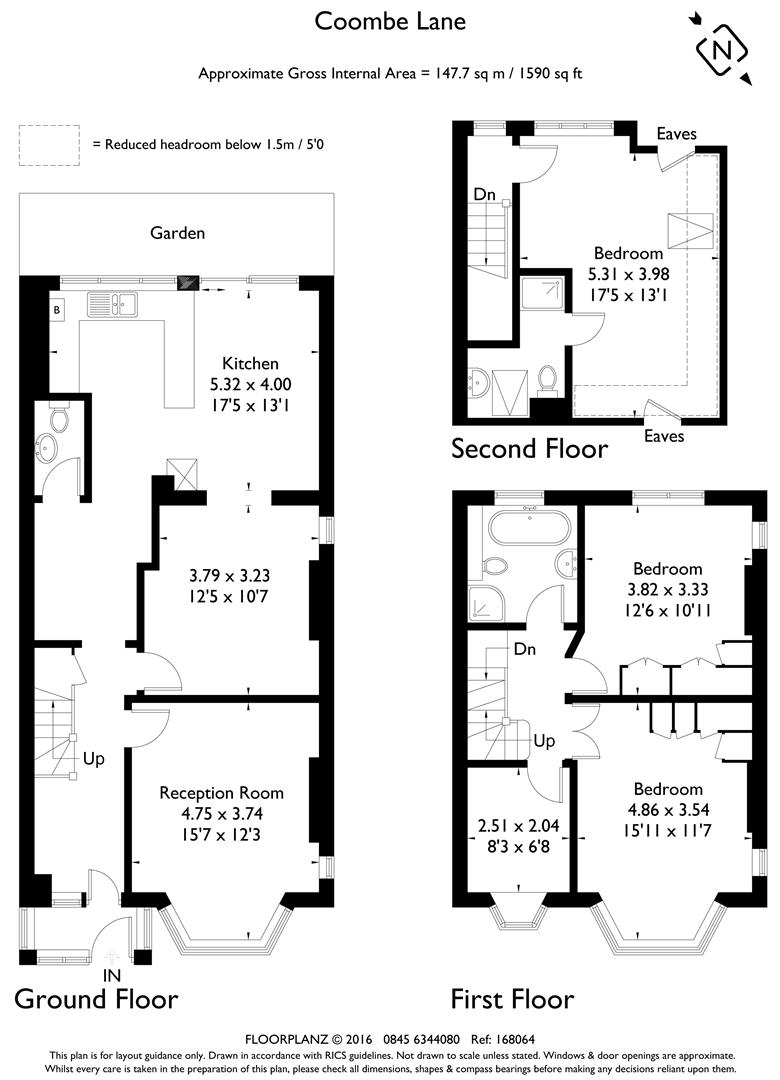 Coombe Lane
N
Approximate Gross Internal Area = 147.7 sq m / 1590 sq ft
= Reduced headroom below 1.5m / 5'0
Garden
B
Kitchen
5.32 x 4.00
17'5 x 13'1
3.79 x 3.23
12'5 x 10'7
Up
Reception Room
4.75 x 3.74
15'7 x 12'3
IN
Ground Floor
Eaves
Dn
Bedroom
5.31 x 3.98
17'5 x 13'1
Eaves
Second Floor
Bedroom
3.82 x 3.33
12'6 x 10'11
Dn
Up
Bedroom
4.86 x 3.54
15'11 x 11'7
2.51 x 2.04
8'3 x 6'8
First Floor
FLOORPLANZ © 2016 0845 6344080 Ref: 168064
This plan is for layout guidance only. Drawn in accordance with RICS guidelines. Not drawn to scale unless stated. Windows & door openings are approximate.
Whilst every care is taken in the preparation of this plan, please check all dimensions, shapes & compass bearings before making any decisions reliant upon them.